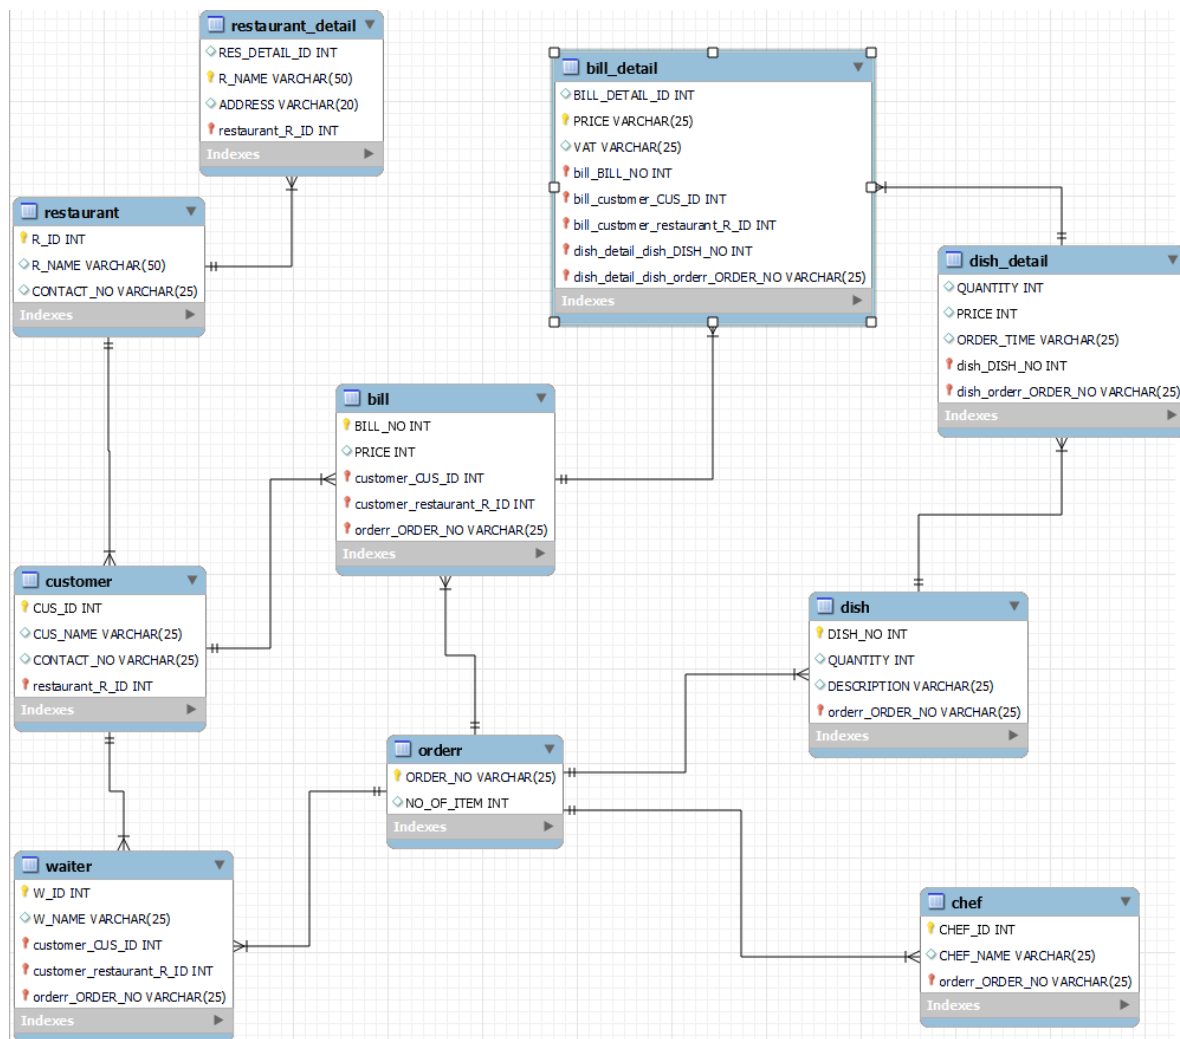 restaurant_detail
RES_DETAIL_ID INT
R_NAME VARCHAR(50)
ADDRESS VARCHAR(20)
restaurant_R_ID INT
Indexes
bill_detail
BILL_DETAIL_ID INT
PRICE VARCHAR(25)
VAT VARCHAR(25)
bill_BILL_NO INT
bill_customer_CUS_ID INT
bill_customer_restaurant_R_ID INT
dish_detail_dish_DISH_NO INT
dish_detail_dish_orderr_ORDER_NO VARCHAR(25)
Indexes
restaurant
R_ID INT
R_NAME VARCHAR(50)
CONTACT_NO VARCHAR(25)
Indexes
dish_detail
QUANTITY INT
PRICE INT
ORDER_TIME VARCHAR(25)
dish_DISH_NO INT
dish_orderr_ORDER_NO VARCHAR(25)
Indexes
bill
BILL_NO INT
PRICE INT
customer_CUS_ID INT
customer_restaurant_R_ID INT
orderr_ORDER_NO VARCHAR(25)
Indexes
customer
CUS_ID INT
CUS_NAME VARCHAR(25)
CONTACT_NO VARCHAR(25)
restaurant_R_ID INT
Indexes
dish
DISH_NO INT
QUANTITY INT
DESCRIPTION VARCHAR(25)
orderr_ORDER_NO VARCHAR(25)
Indexes
orderr
ORDER_NO VARCHAR(25)
NO_OF_ITEM INT
Indexes
waiter
W_ID INT
W_NAME VARCHAR(25)
customer_CUS_ID INT
customer_restaurant_R_ID INT
orderr_ORDER_NO VARCHAR(25)
Indexes
chef
CHEF_ID INT
CHEF_NAME VARCHAR(25)
orderr_ORDER_NO VARCHAR(25)
Indexes